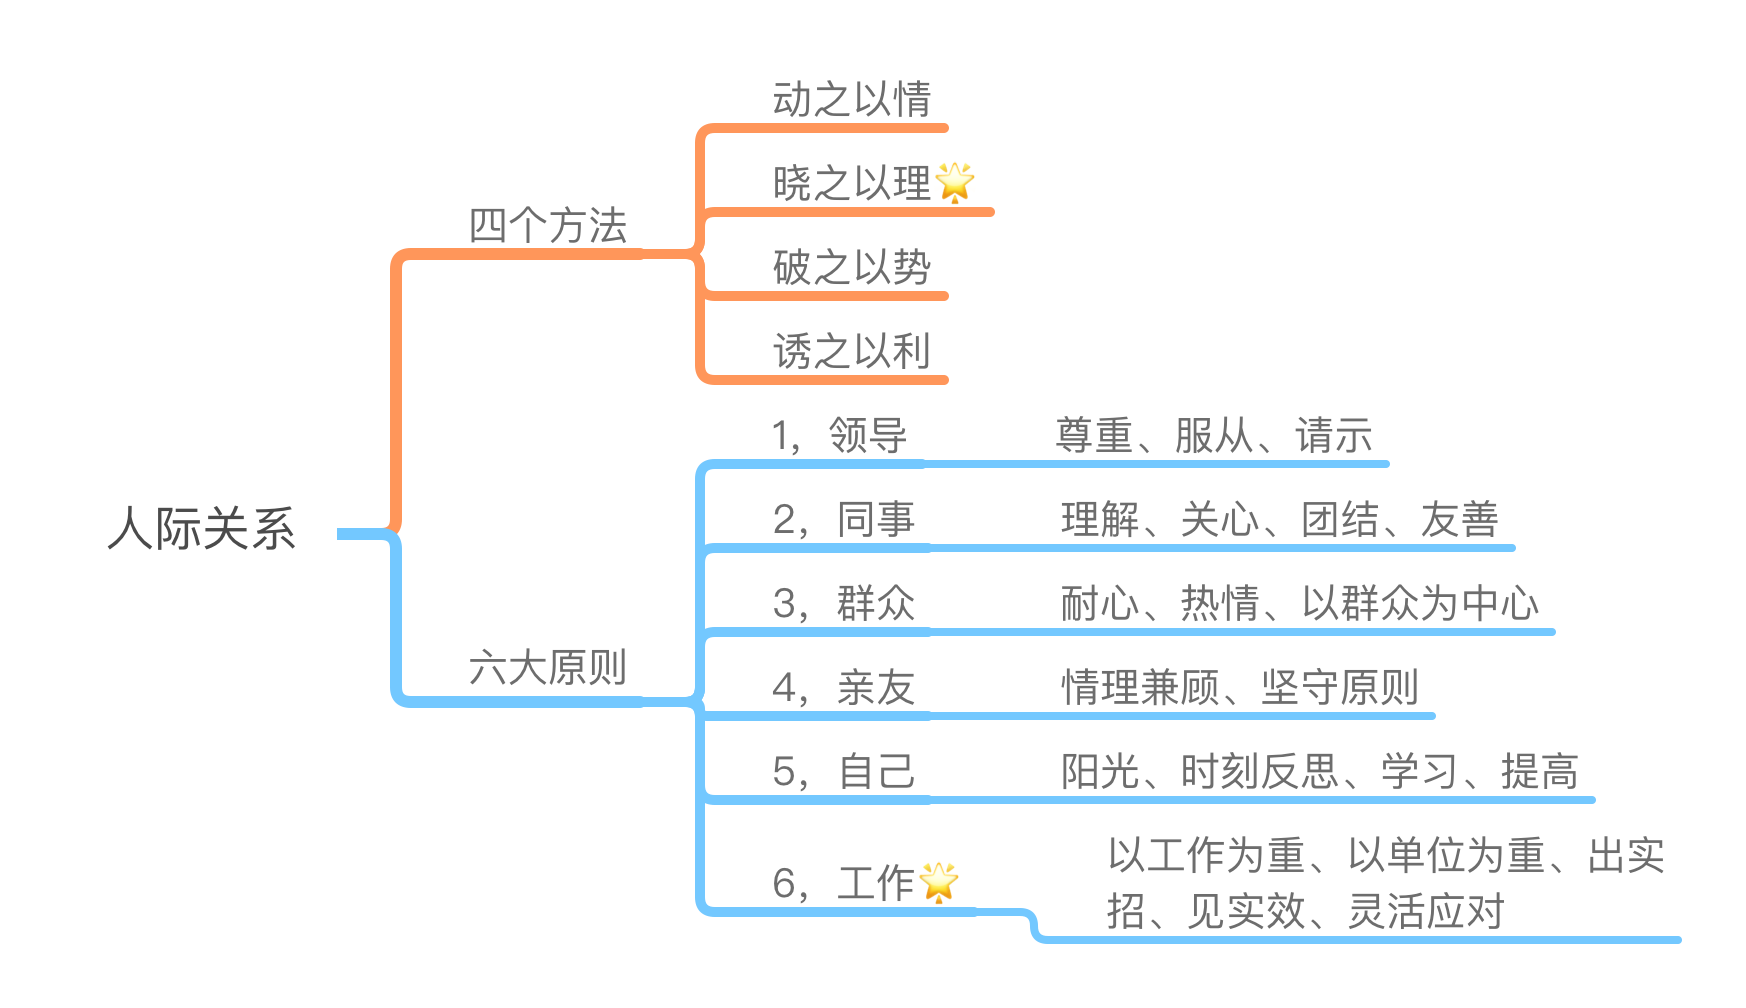 人际关系
四个方法
动之以情
晓之以理🌟
破之以势
诱之以利
六大原则
1，领导
尊重、服从、请示
2，同事
理解、关心、团结、友善
3，群众
耐心、热情、以群众为中心
4，亲友
情理兼顾、坚守原则
5，自己
阳光、时刻反思、学习、提高
6，工作🌟
以工作为重、以单位为重、出实
招、见实效、灵活应对